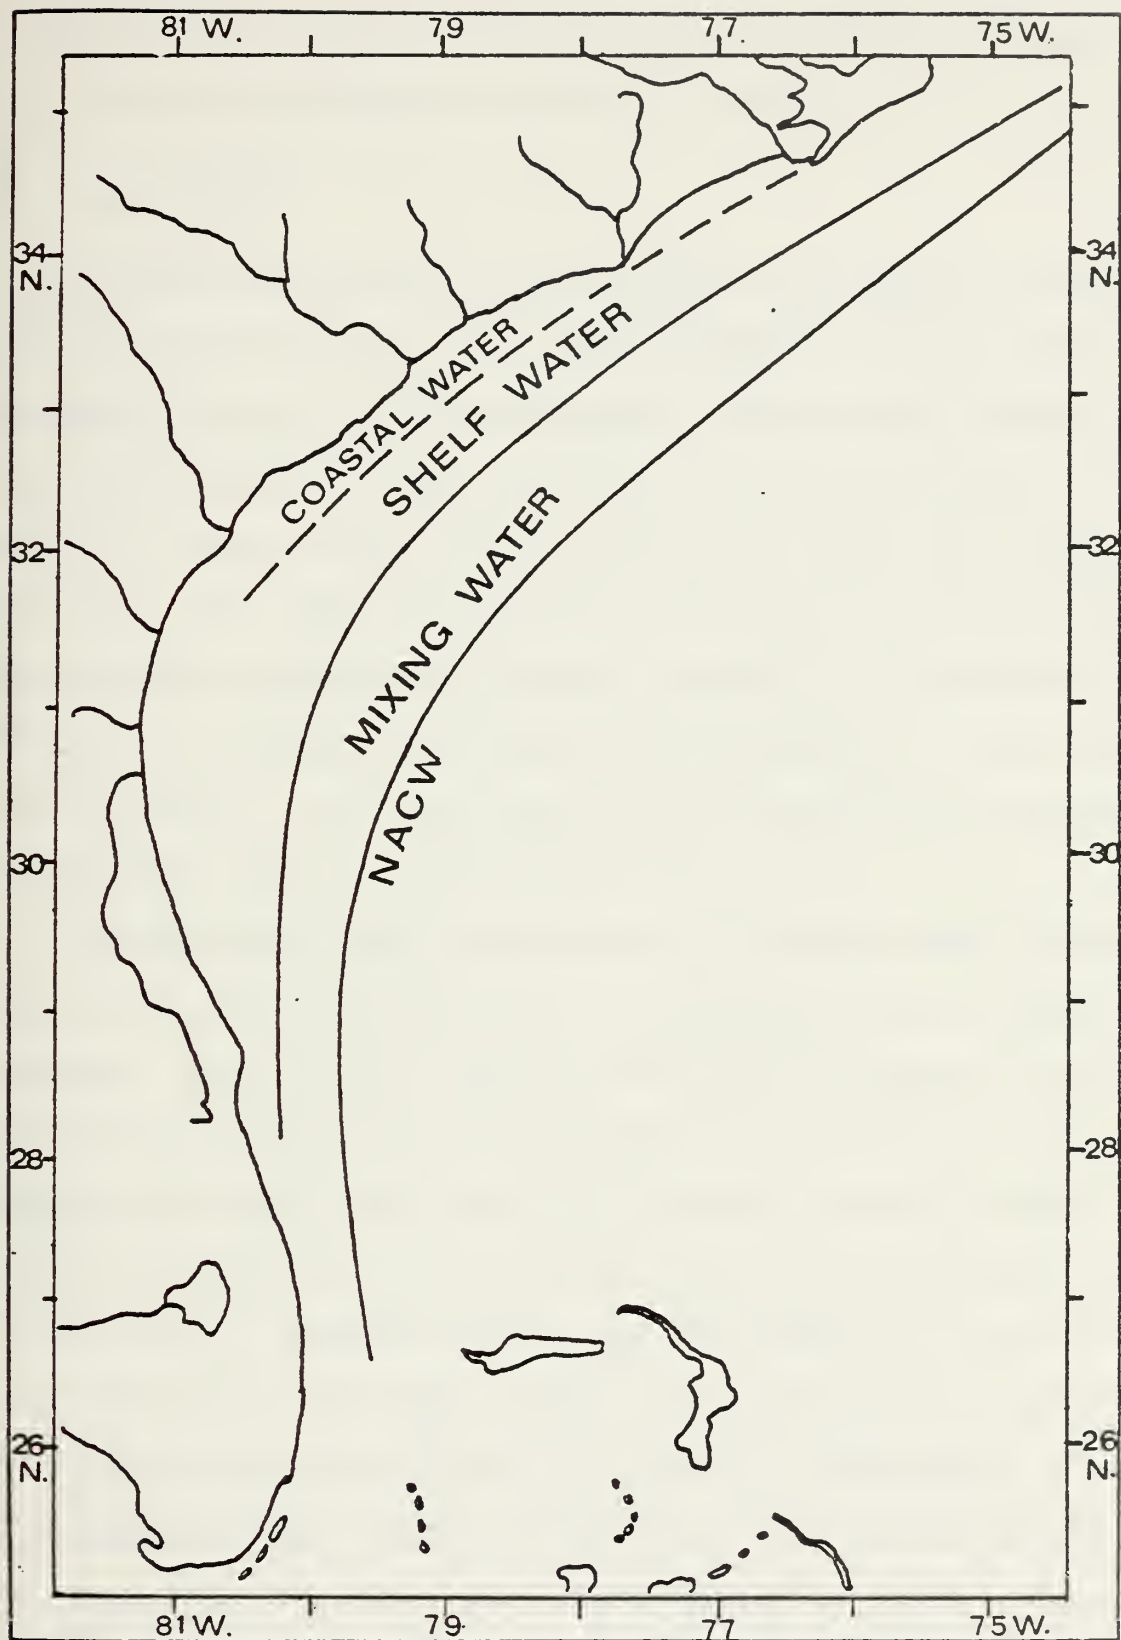 81 W. 79 77. 75 W.
34 N. 34 N.
COASTAL WATER
SHELF WATER
32 32
MIXING WATER
NACW
30 30
28 28
26 N. 26 N.
81 W. 79. 77 75 W.